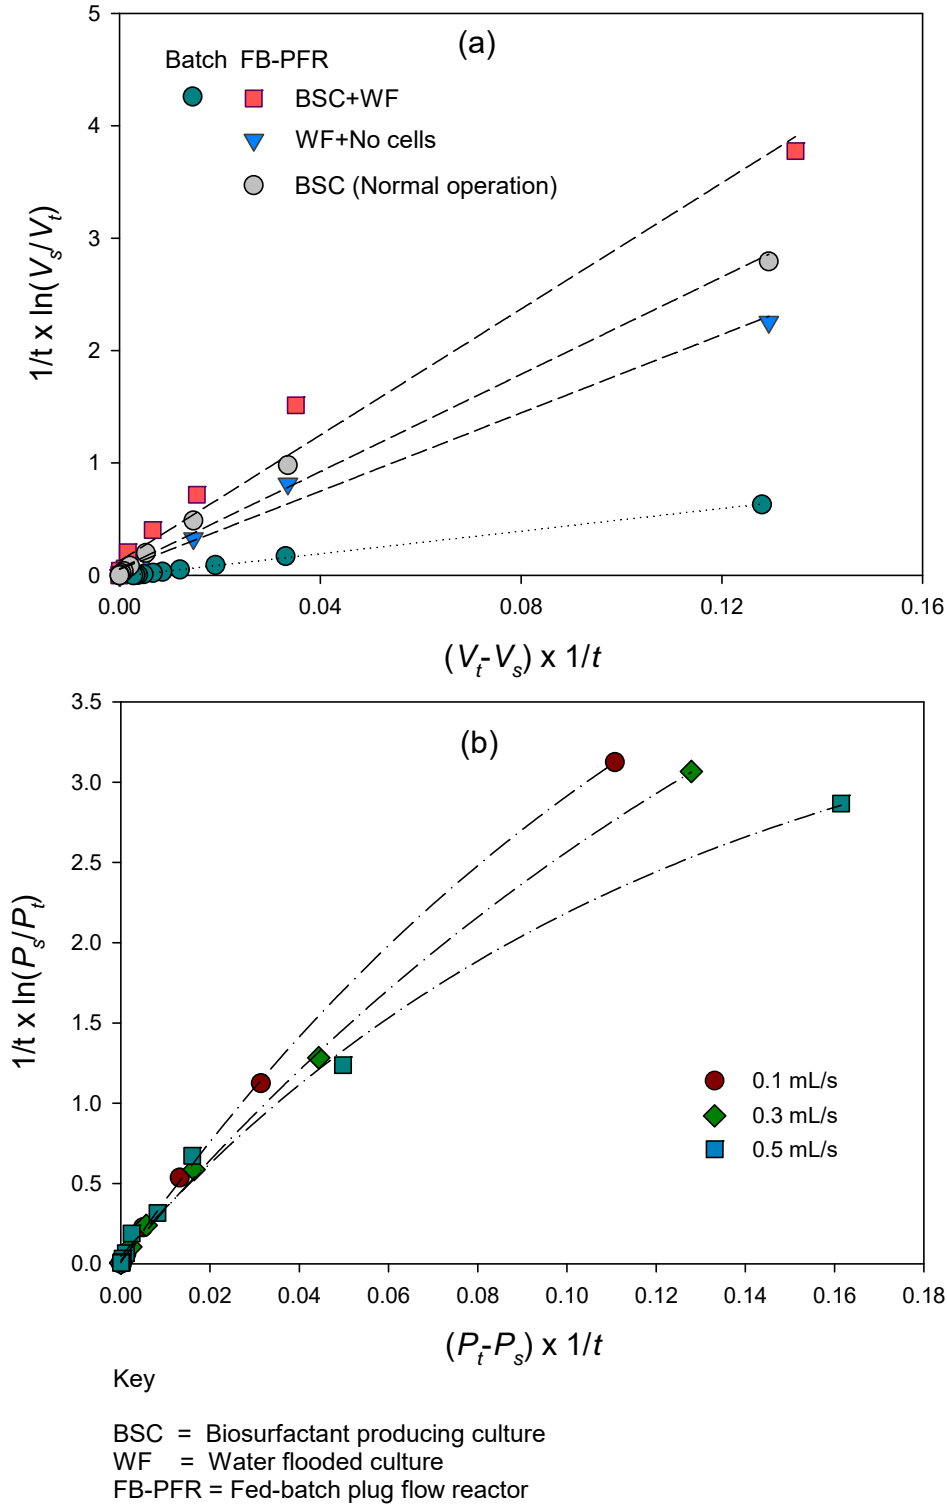 (a)
Batch FB-PFR
BSC+WF
WF+No cells
BSC (Normal operation)
5
4
3
2
1
0
1/t x ln(Vs/Vt)
0.00 0.04 0.08 0.12 0.16
(Vt-Vs) x 1/t
(b)
3.5
3.0
2.5
2.0
1.5
1.0
0.5
0.0
1/t x ln(Ps/Pt)
0.1 mL/s
0.3 mL/s
0.5 mL/s
0.00 0.02 0.04 0.06 0.08 0.10 0.12 0.14 0.16 0.18
(Pt-Ps) x 1/t
Key
BSC = Biosurfactant producing culture
WF = Water flooded culture
FB-PFR = Fed-batch plug flow reactor